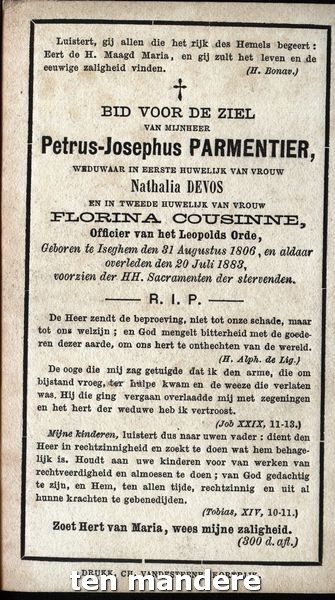 Luistert, gij allen die het rijk des Hemels begeert :
Eert de H. Maagd Maria, en gij zult het leven en de
eeuwige zaligheid vinden. (H. Bonav.)
BID VOOR DE ZIEL
VAN MIJNHEER
Petrus-Josephus PARMENTIER,
WEDUWAAR IN EERSTE HUWELIJK VAN VROUW
Nathalia DEVOS
EN IN TWEEDE HUWELIJK VAN VROUW
FLORINA COUSINNE,
Officier van het Leopolds Orde,
Geboren te Iseghem den 31 Augustus 1806, en aldaar
overleden den 20 Juli 1883,
voorzien der HH. Sacramenten der stervenden.
R. I. P.
De Heer zendt de beproeving, niet tot onze schade, maar
tot ons welzijn ; en God mengelt bitterheid met de goede-
ren dezer aarde, om ons hert te onthechten van de wereld.
(H. Alph. de Lig.)
De ooge die mij zag getuigde dat ik den arme, die om
bijstand vroeg, ter hulpe kwam en de weeze die verlaten
was. Hij die ging vergaan overlaadde mij met zegeningen
en het hert der weduwe heb ik vertroost.
(Job XXIX, 11-13.)
Mijne kinderen, luistert dus naar uwen vader : dient den
Heer in rechtzinnigheid en zoekt te doen wat hem behage-
lijk is. Houdt aan uwe kinderen voor van werken van
rechtveerdigheid en almoesen te doen ; van God gedachtig
te zijn, en Hem, ten allen tijde, rechtzinnig en uit al
hunne krachten te gebenedijden.
(Tobias, XIV, 10-11.)
Zoet Hert van Maria, wees mijne zaligheid.
(300 d. afl.)
DRUKK. CH. VANDESTEENE, KORTRIJK
ten mandere